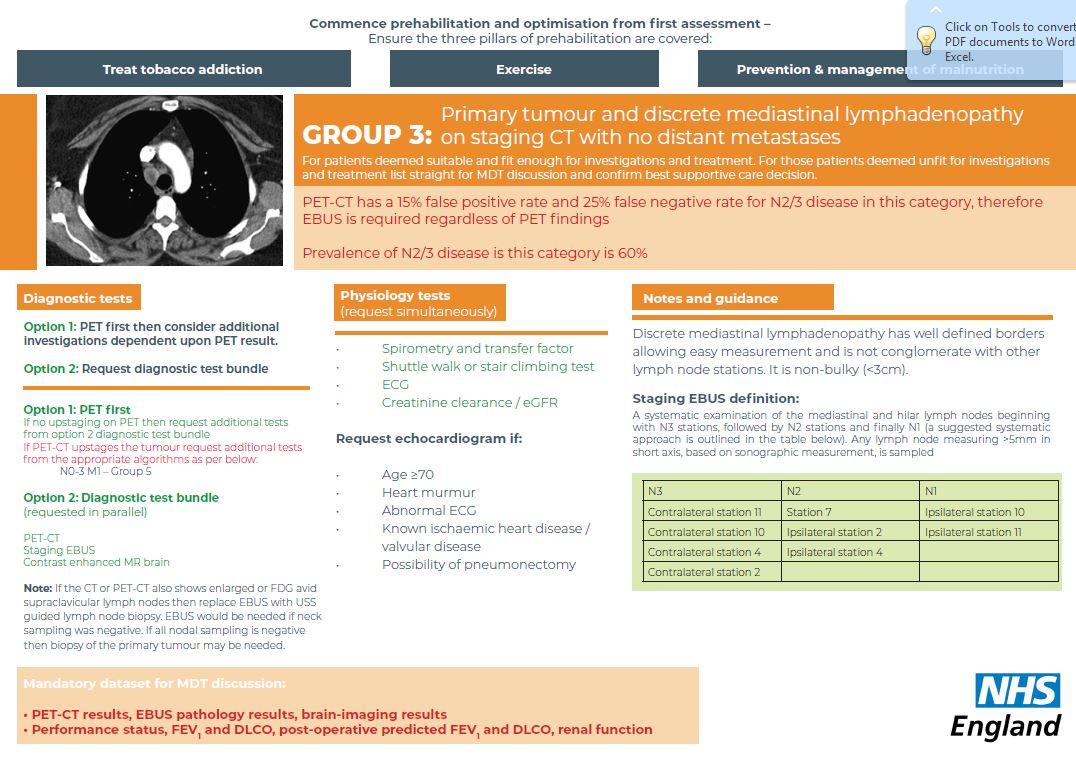 Commence prehabilitation and optimisation from first assessment –
Ensure the three pillars of prehabilitation are covered:
Click on Tools to convert
PDF documents to Word
Excel.
Treat tobacco addiction
Exercise
Prevention & management of malnutrition
GROUP 3: Primary tumour and discrete mediastinal lymphadenopathy
on staging CT with no distant metastases
For patients deemed suitable and fit enough for investigations and treatment. For those patients deemed unfit for investigations
and treatment list straight for MDT discussion and confirm best supportive care decision.
PET-CT has a 15% false positive rate and 25% false negative rate for N2/3 disease in this category, therefore
EBUS is required regardless of PET findings
Prevalence of N2/3 disease is this category is 60%
Diagnostic tests
Option 1: PET first then consider additional
investigations dependent upon PET result.
Option 2: Request diagnostic test bundle
Option 1: PET first
If no upstaging on PET then request additional tests
from option 2 diagnostic test bundle
If PET-CT upstages the tumour request additional tests
from the appropriate algorithms as per below:
N0-3 M1 – Group 5
Option 2: Diagnostic test bundle
(requested in parallel)
PET-CT
Staging EBUS
Contrast enhanced MR brain
Note: If the CT or PET-CT also shows enlarged or FDG avid
supraclavicular lymph nodes then replace EBUS with USS
guided lymph node biopsy. EBUS would be needed if neck
sampling was negative. If all nodal sampling is negative
then biopsy of the primary tumour may be needed.
Physiology tests
(request simultaneously)
· Spirometry and transfer factor
· Shuttle walk or stair climbing test
· ECG
· Creatinine clearance / eGFR
Request echocardiogram if:
· Age ≥70
· Heart murmur
· Abnormal ECG
· Known ischaemic heart disease /
valvular disease
· Possibility of pneumonectomy
Notes and guidance
Discrete mediastinal lymphadenopathy has well defined borders
allowing easy measurement and is not conglomerate with other
lymph node stations. It is non-bulky (<3cm).
Staging EBUS definition:
A systematic examination of the mediastinal and hilar lymph nodes beginning
with N3 stations, followed by N2 stations and finally N1 (a suggested systematic
approach is outlined in the table below). Any lymph node measuring >5mm in
short axis, based on sonographic measurement, is sampled
N3 N2 N1
Contralateral station 11 Station 7 Ipsilateral station 10
Contralateral station 10 Ipsilateral station 2 Ipsilateral station 11
Contralateral station 4 Ipsilateral station 4
Contralateral station 2
Mandatory dataset for MDT discussion:
• PET-CT results, EBUS pathology results, brain-imaging results
• Performance status, FEV1 and DLCO, post-operative predicted FEV1 and DLCO, renal function
NHS
England